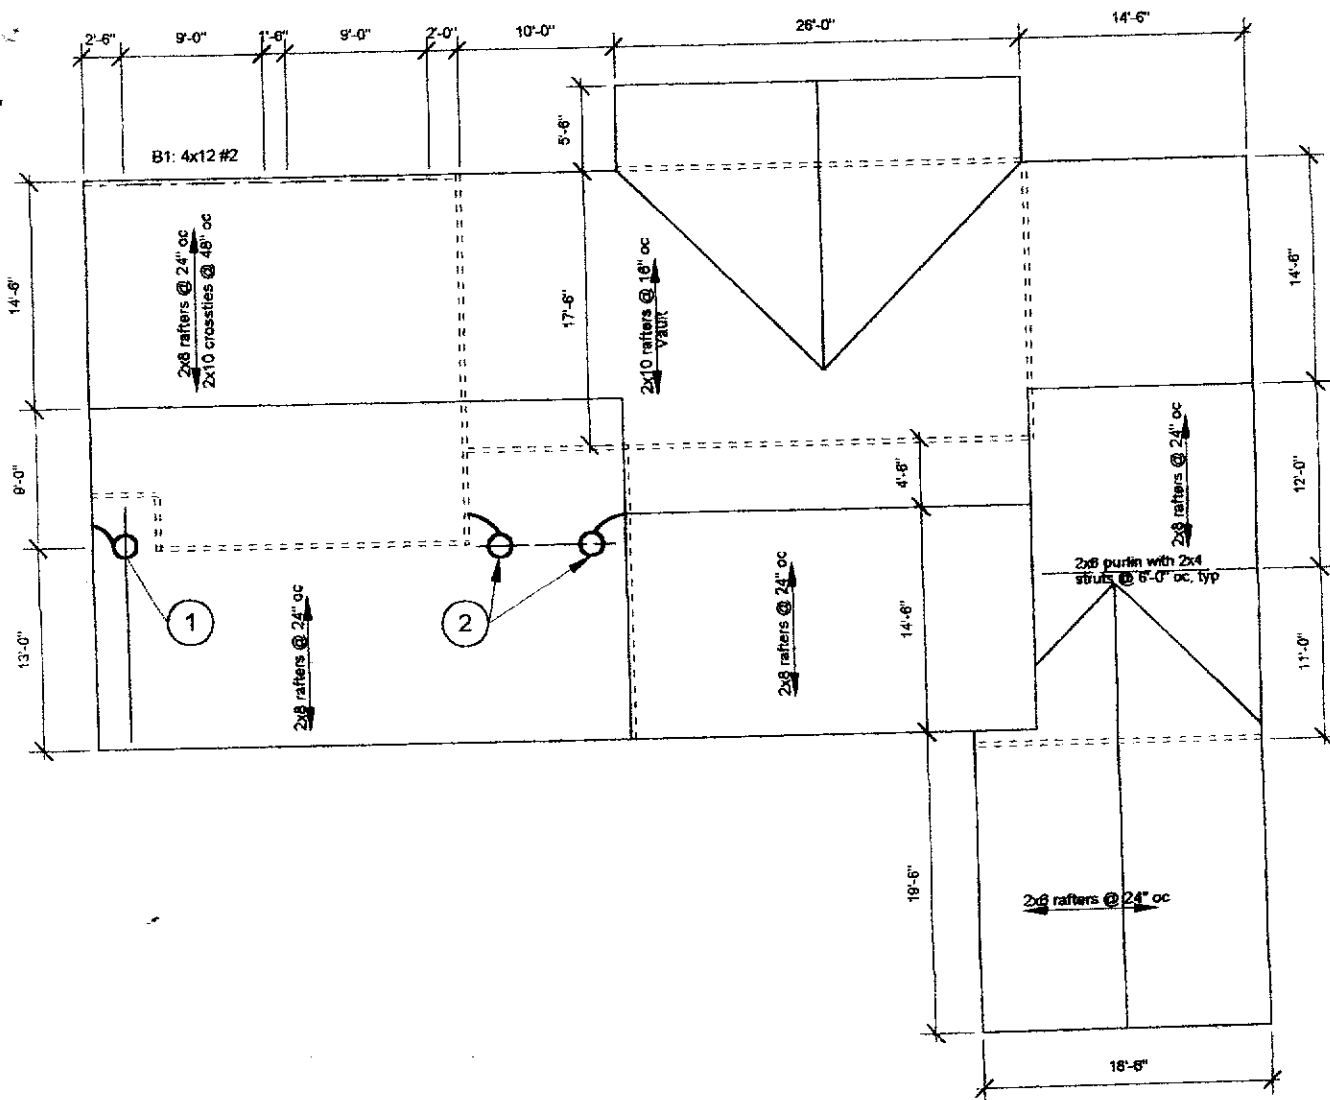 2'-6" 9'-0" 1'-6" 9'-0" 2'-0" 10'-0" 26'-0" 14'-6"
5'-6"
B1: 4x12 #2
14'-6"
2x8 rafters @ 24" oc
2x10 crossties @ 48" oc
17'-6"
2x10 rafters @ 16" oc
vault
14'-6"
9'-0"
4'-6"
2x8 rafters @ 24" oc
12'-0"
2x6 purlin with 2x4
struts @ 6'-0" oc, typ
1
2
13'-0"
2x8 rafters @ 24" oc
2x8 rafters @ 24" oc
14'-6"
11'-0"
19'-6"
2x6 rafters @ 24" oc
18'-6"